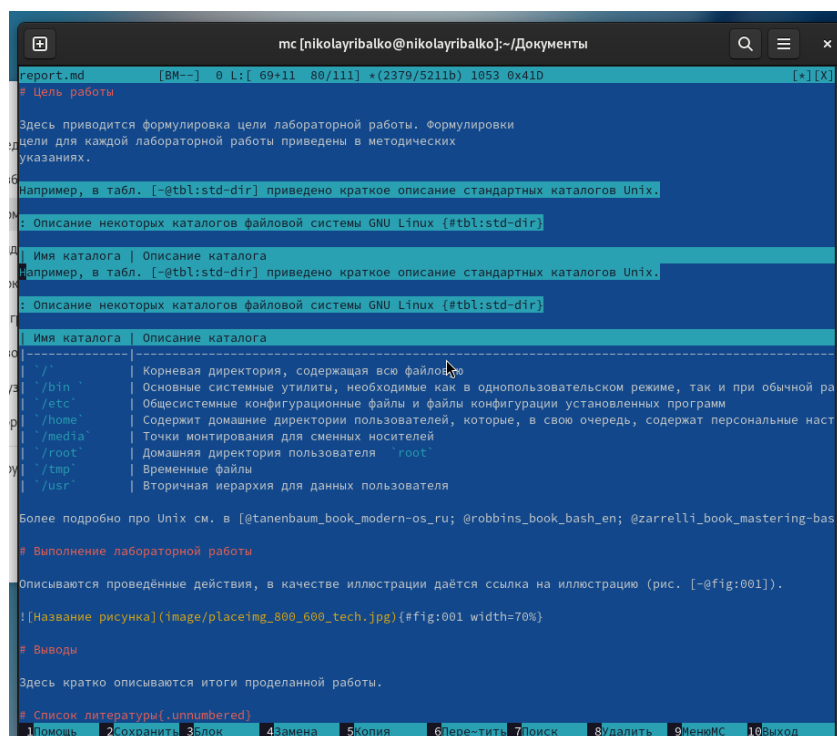 mc [nikolayribalko@nikolayribalko]:~/Документы
report.md [BM--] 0 L:[ 69+11 80/111] *(2379/5211b) 1053 0x41D [*][X]
# Цель работы
Здесь приводится формулировка цели лабораторной работы. Формулировки
цели для каждой лабораторной работы приведены в методических
указаниях.
Например, в табл. [-@tbl:std-dir] приведено краткое описание стандартных каталогов Unix.
: Описание некоторых каталогов файловой системы GNU Linux {#tbl:std-dir}
| Имя каталога | Описание каталога
Например, в табл. [-@tbl:std-dir] приведено краткое описание стандартных каталогов Unix.
: Описание некоторых каталогов файловой системы GNU Linux {#tbl:std-dir}
| Имя каталога | Описание каталога
|--------------|--------------------------------------------------------------------------------
| `/` | Корневая директория, содержащая всю файловую
| `/bin ` | Основные системные утилиты, необходимые как в однопользовательском режиме, так и при обычной ра
| `/etc` | Общесистемные конфигурационные файлы и файлы конфигурации установленных программ
| `/home` | Содержит домашние директории пользователей, которые, в свою очередь, содержат персональные наст
| `/media` | Точки монтирования для сменных носителей
| `/root` | Домашняя директория пользователя `root`
| `/tmp` | Временные файлы
| `/usr` | Вторичная иерархия для данных пользователя
Более подробно про Unix см. в [@tanenbaum_book_modern-os_ru; @robbins_book_bash_en; @zarrelli_book_mastering-bas
# Выполнение лабораторной работы
Описываются проведённые действия, в качестве иллюстрации даётся ссылка на иллюстрацию (рис. [-@fig:001]).
![Название рисунка](image/placeimg_800_600_tech.jpg){#fig:001 width=70%}
# Выводы
Здесь кратко описываются итоги проделанной работы.
# Список литературы{.unnumbered}
1Помощь 2Сохранить 3Блок 4Замена 5Копия 6Пере~тить 7Поиск 8Удалить 9МенюМС 10Выход